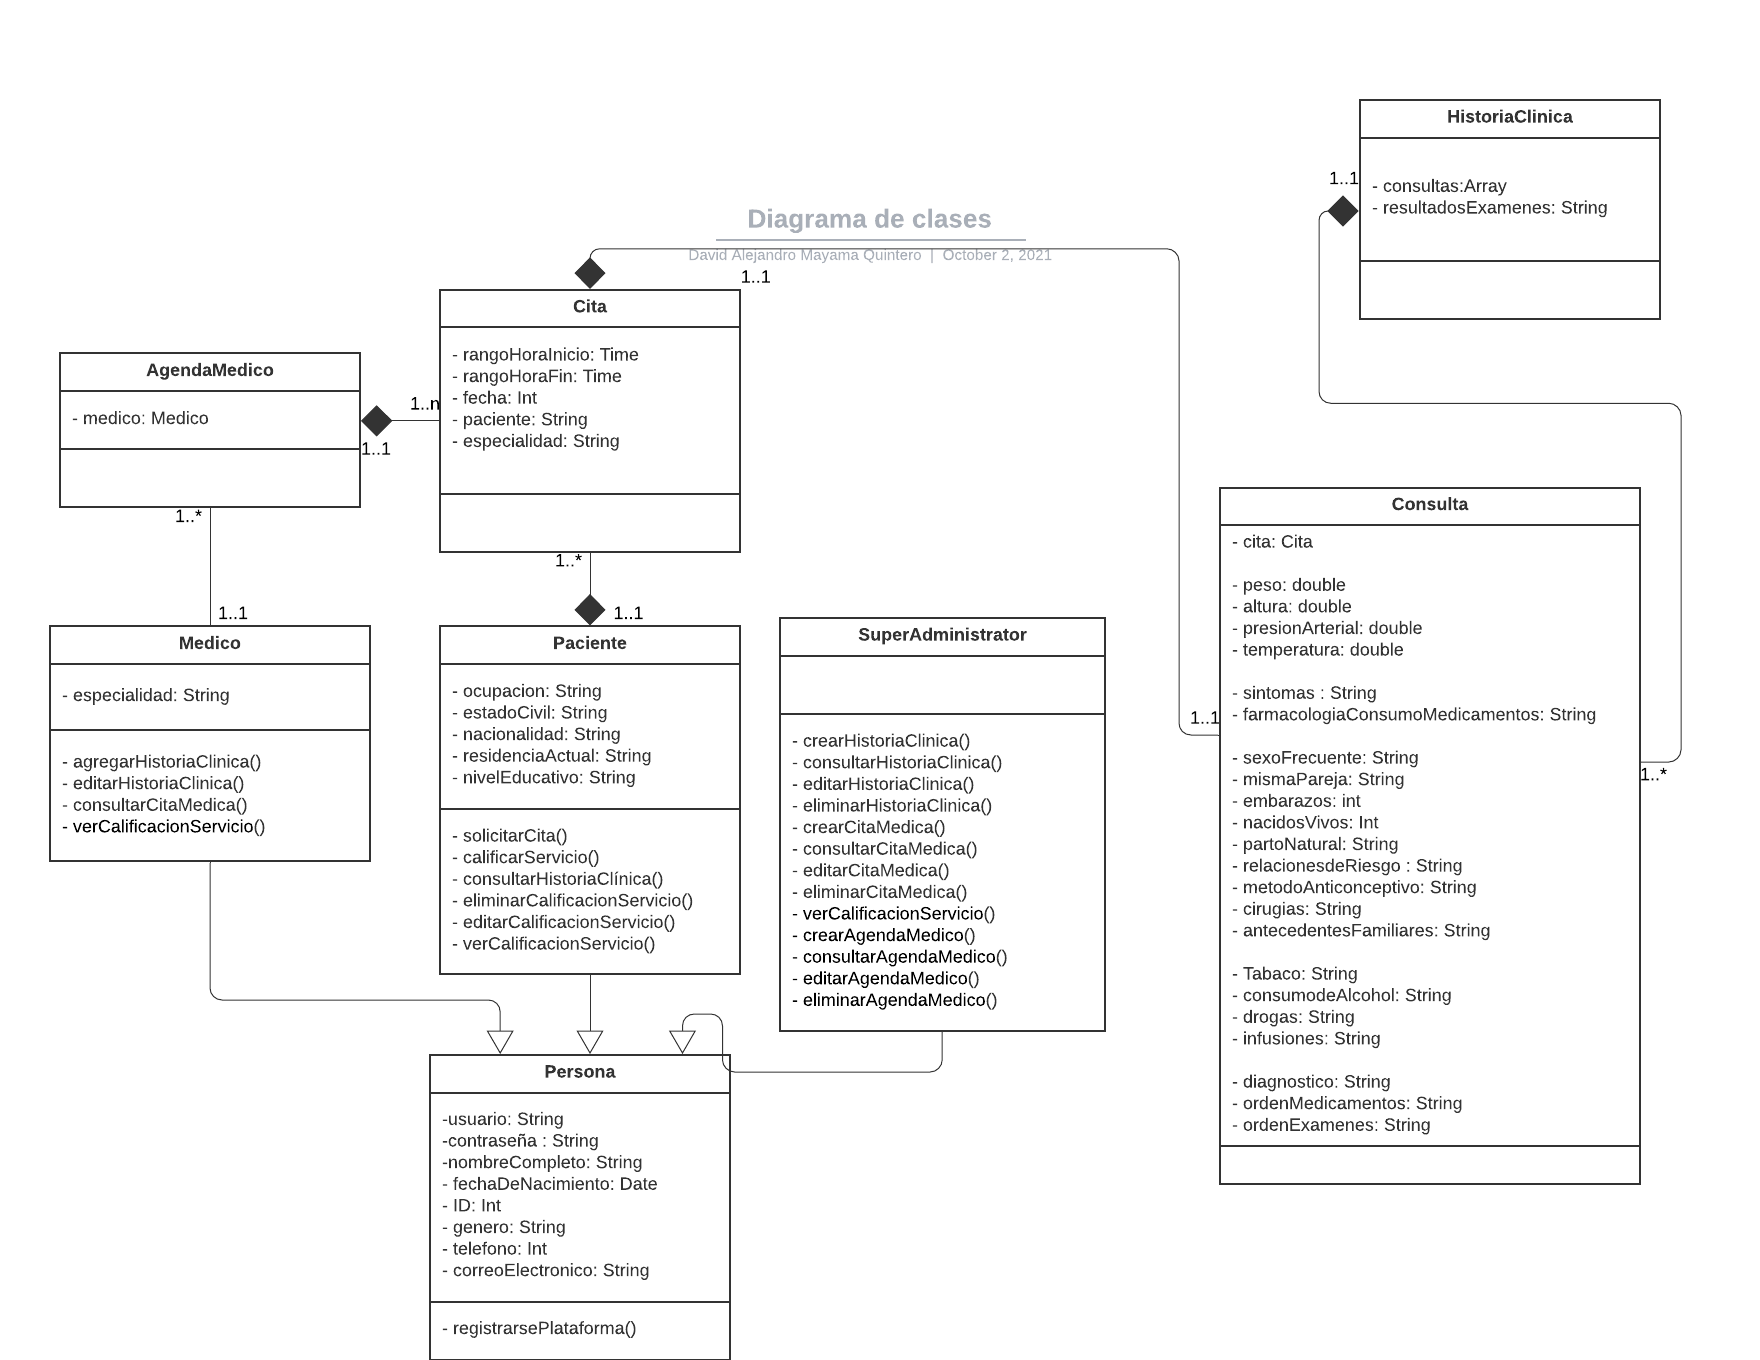 HistoriaClinica
1..1
- consultas:Array
- resultadosExamenes: String
Diagrama de clases
David Alejandro Mayama Quintero | October 2, 2021
1..1
Cita
- rangoHoraInicio: Time
- rangoHoraFin: Time
- fecha: Int
- paciente: String
- especialidad: String
AgendaMedico
- medico: Medico
1..n
1..1
1..*
1..1
1..*
1..1
Medico
- especialidad: String
- agregarHistoriaClinica()
- editarHistoriaClinica()
- consultarCitaMedica()
- verCalificacionServicio()
Paciente
- ocupacion: String
- estadoCivil: String
- nacionalidad: String
- residenciaActual: String
- nivelEducativo: String
- solicitarCita()
- calificarServicio()
- consultarHistoriaClínica()
- eliminarCalificacionServicio()
- editarCalificacionServicio()
- verCalificacionServicio()
SuperAdministrator
- crearHistoriaClinica()
- consultarHistoriaClinica()
- editarHistoriaClinica()
- eliminarHistoriaClinica()
- crearCitaMedica()
- consultarCitaMedica()
- editarCitaMedica()
- eliminarCitaMedica()
- verCalificacionServicio()
- crearAgendaMedico()
- consultarAgendaMedico()
- editarAgendaMedico()
- eliminarAgendaMedico()
Consulta
- cita: Cita
- peso: double
- altura: double
- presionArterial: double
- temperatura: double
- sintomas : String
- farmacologiaConsumoMedicamentos: String
1..1
- sexoFrecuente: String
- mismaPareja: String
1..*
- embarazos: int
- nacidosVivos: Int
- partoNatural: String
- relacionesdeRiesgo : String
- metodoAnticonceptivo: String
- cirugias: String
- antecedentesFamiliares: String
- Tabaco: String
- consumodeAlcohol: String
- drogas: String
- infusiones: String
- diagnostico: String
- ordenMedicamentos: String
- ordenExamenes: String
Persona
-usuario: String
-contraseña : String
-nombreCompleto: String
- fechaDeNacimiento: Date
- ID: Int
- genero: String
- telefono: Int
- correoElectronico: String
- registrarsePlataforma()